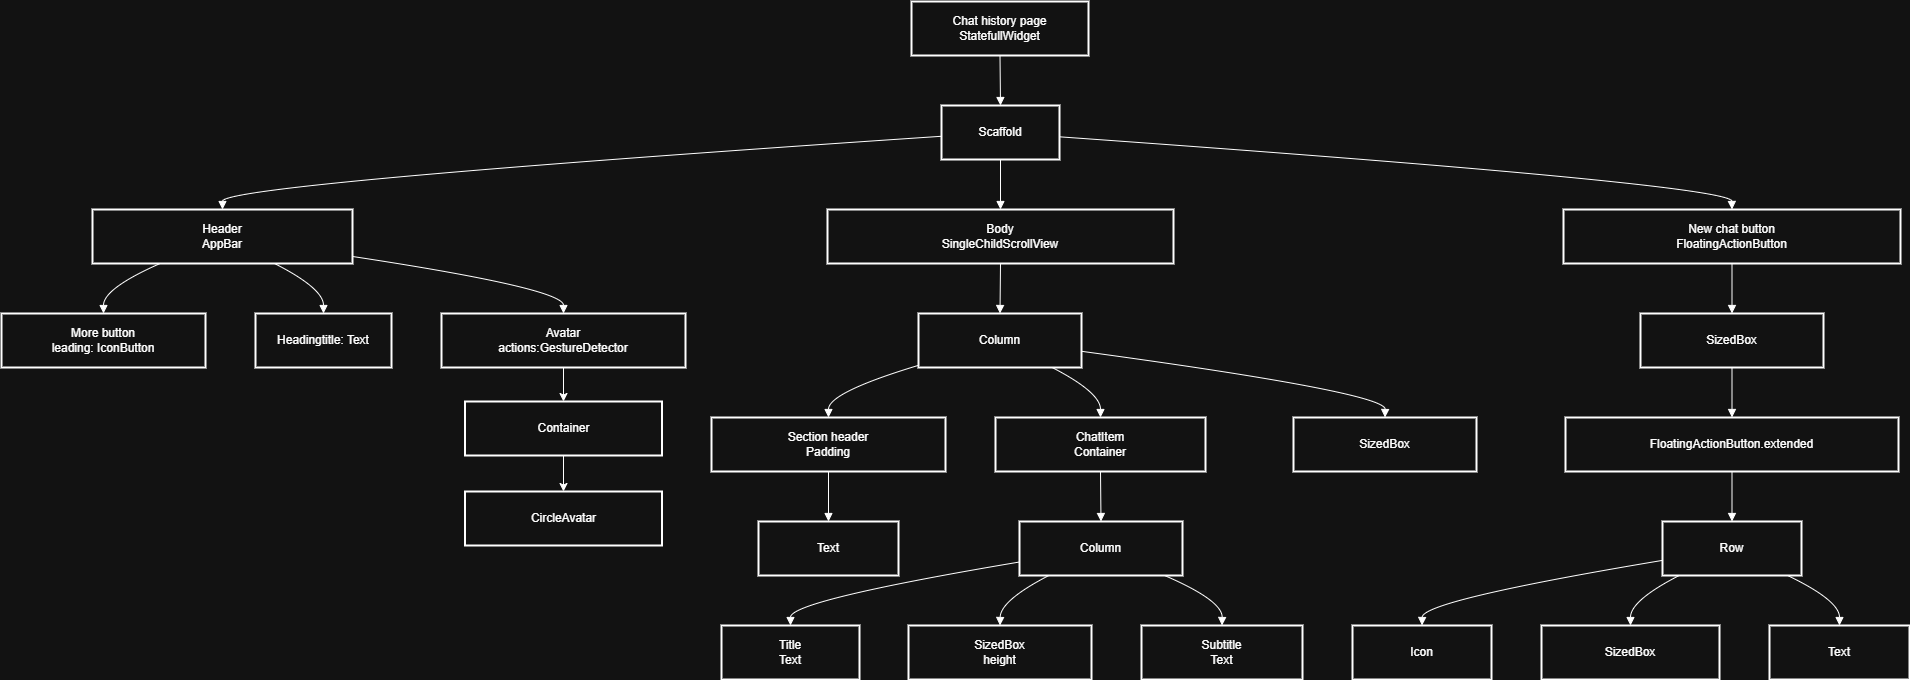 Chat history page
StatefullWidget
Scaffold
Header
AppBar
Body
SingleChildScrollView
New chat button
FloatingActionButton
More button
leading: IconButton
Headingtitle: Text
Avatar
actions:GestureDetector
Column
SizedBox
Container
Section header
Padding
ChatItem
Container
SizedBox
FloatingActionButton.extended
CircleAvatar
Text
Column
Row
Title
Text
SizedBox
height
Subtitle
Text
Icon
SizedBox
Text